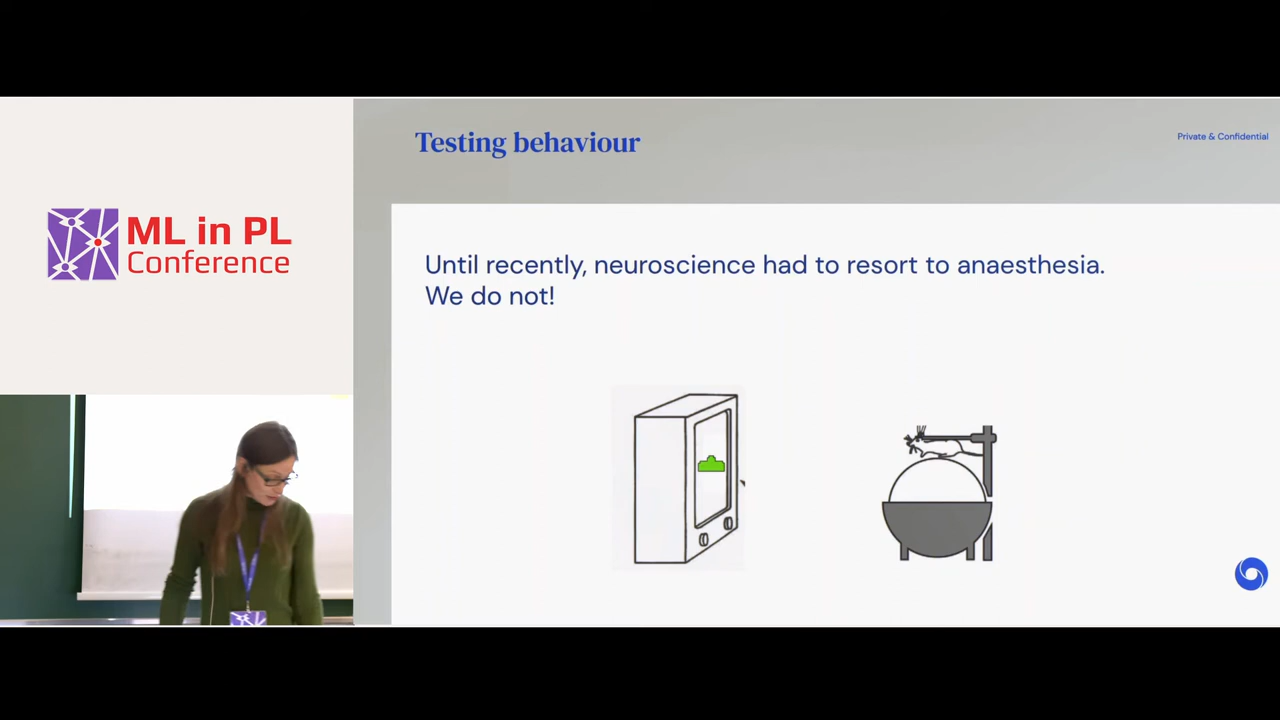 ML in PL
Conference
Testing behaviour
Private & Confidential
Until recently, neuroscience had to resort to anaesthesia.
We do not!